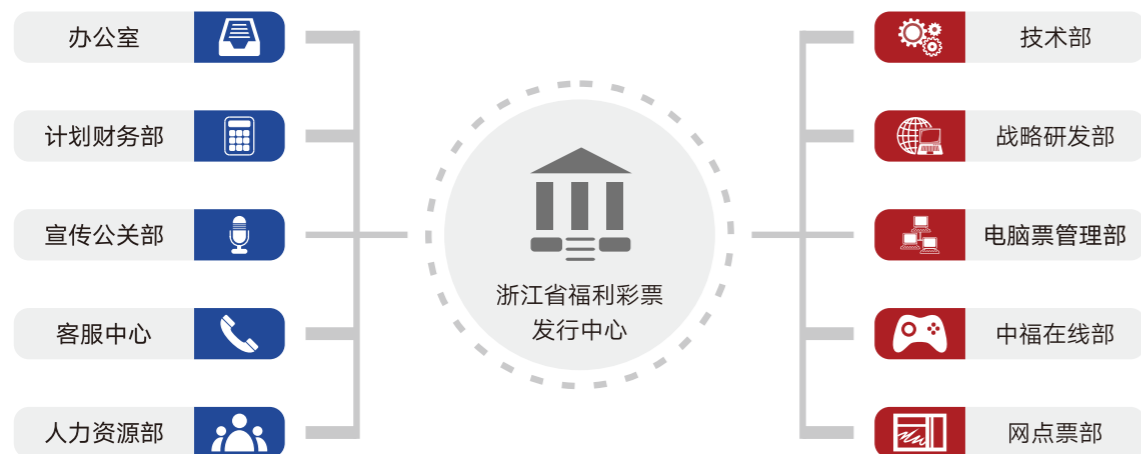 办公室
计划财务部
宣传公关部
客服中心
人力资源部
浙江省福利彩票
发行中心
技术部
战略研发部
电脑票管理部
中福在线部
网点票部